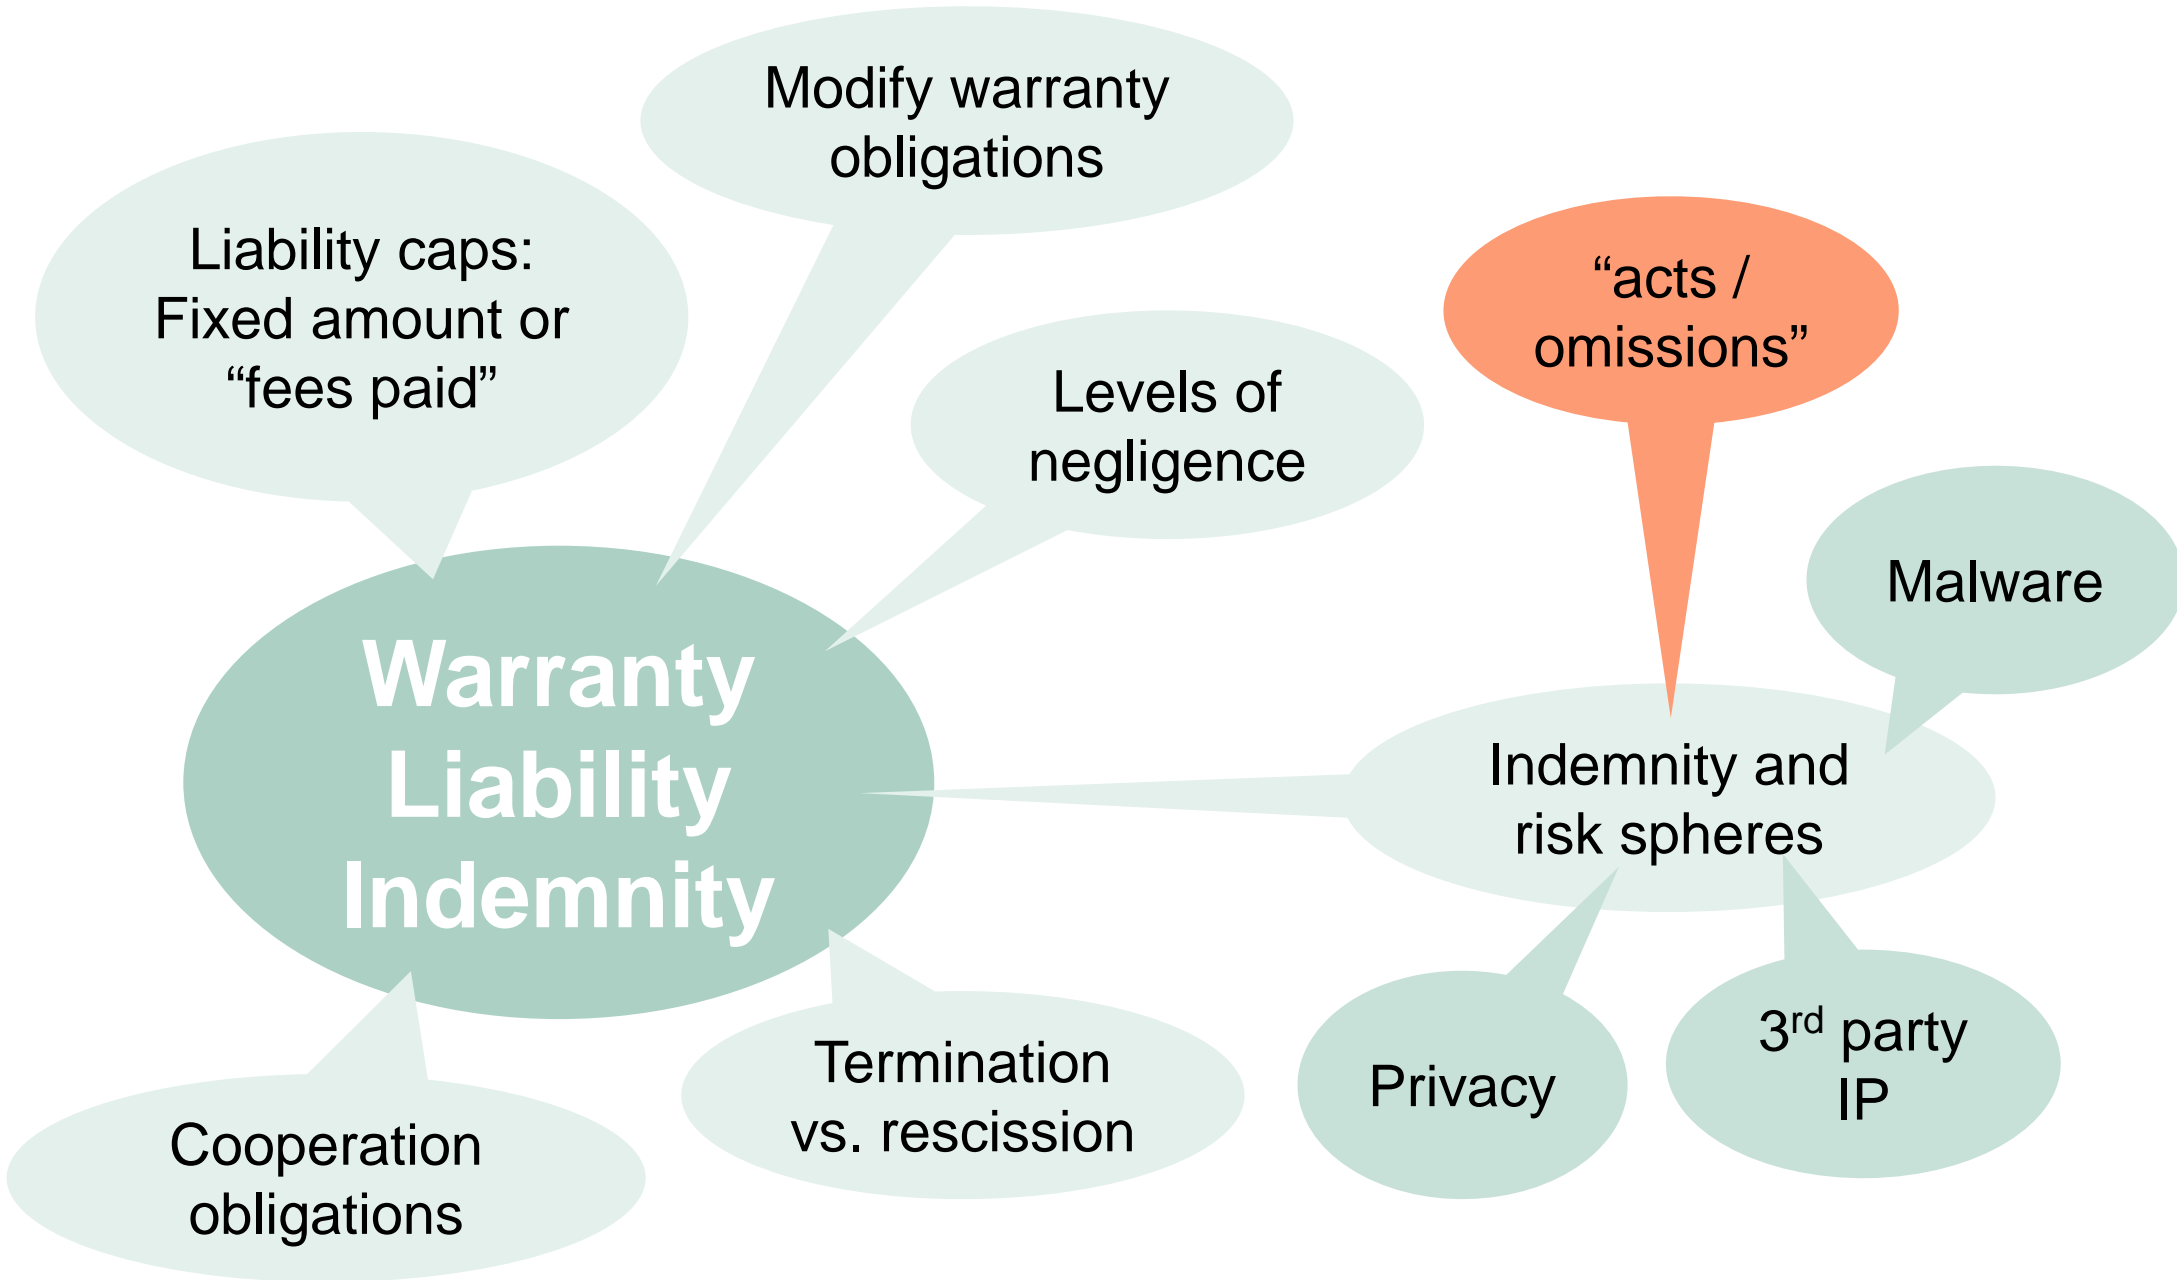 Modify warranty
obligations
Liability caps:
Fixed amount or
“fees paid”
“acts /
omissions”
Levels of
negligence
Malware
Warranty
Liability
Indemnity
Indemnity and
risk spheres
Termination
vs. rescission
Privacy
3rd party
IP
Cooperation
obligations